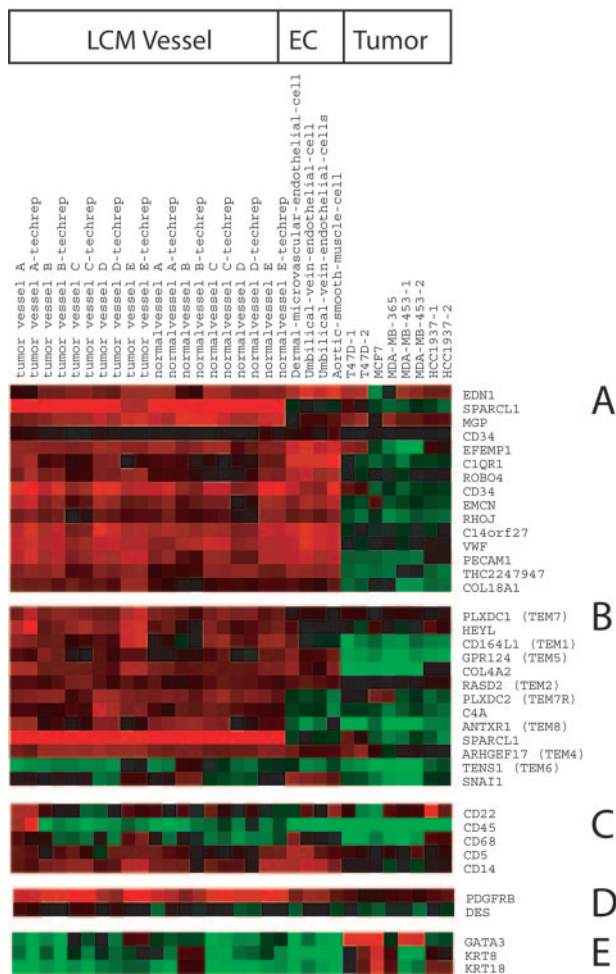 LCM Vessel EC Tumor
tumor vessel A
tumor vessel A-techrep
tumor vessel B
tumor vessel B-techrep
tumor vessel C
tumor vessel C-techrep
tumor vessel D
tumor vessel D-techrep
tumor vessel E
tumor vessel E-techrep
normalvessel A
normalvessel A-techrep
normalvessel B
normalvessel B-techrep
normalvessel C
normalvessel C-techrep
normalvessel D
normalvessel D-techrep
normalvessel E
normalvessel E-techrep
Dermal-microvascular-endothelial-cell
Umbilical-vein-endothelial-cell
Umbilical-vein-endothelial-cells
Aortic-smooth-muscle-cell
T47D-1
T47D-2
MCF7
MDA-MB-365
MDA-MB-453-1
MDA-MB-453-2
HCC1937-1
HCC1937-2
A
EDN1
SPARCL1
MGP
CD34
EFEMP1
C1QR1
ROBO4
CD34
EMCN
RHOJ
C14orf27
VWF
PECAM1
THC2247947
COL18A1
B
PLXDC1 (TEM7)
HEYL
CD164L1 (TEM1)
GPR124 (TEM5)
COL4A2
RASD2 (TEM2)
PLXDC2 (TEM7R)
C4A
ANTXR1 (TEM8)
SPARCL1
ARHGEF17 (TEM4)
TENS1 (TEM6)
SNAI1
C
CD22
CD45
CD68
CD5
CD14
D
PDGFRB
DES
E
GATA3
KRT8
KRT18